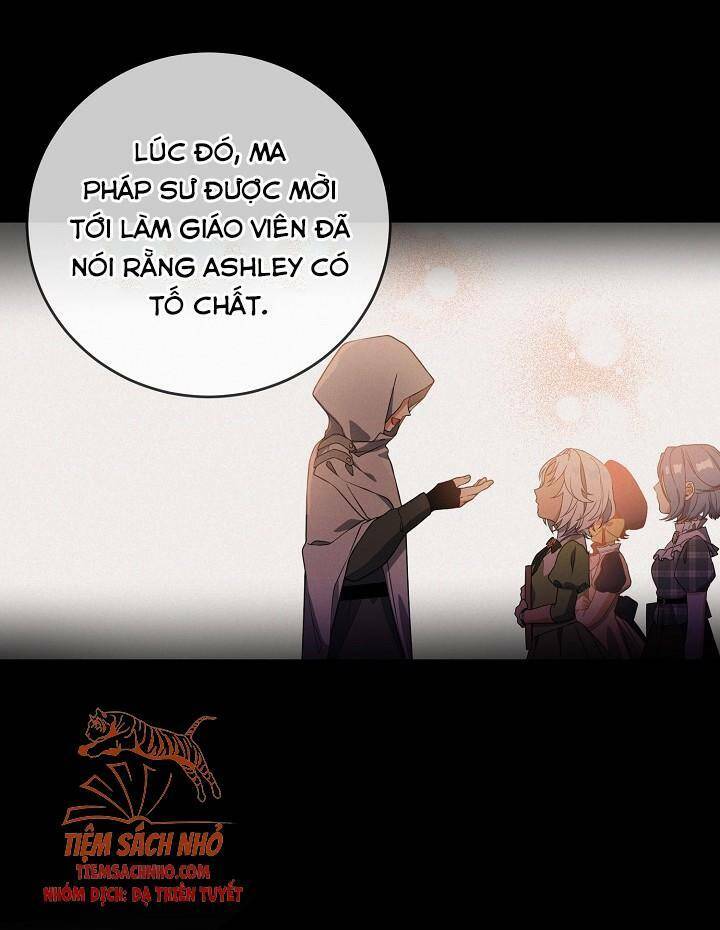 LÚC ĐÓ, MA
PHÁP SƯ ĐƯỢC MỜI
TỚI LÀM GIÁO VIÊN ĐÃ
NÓI RẰNG ASHLEY CÓ
TỐ CHẤT.
TIỆM SÁCH NHỎ
TIEMSACHNHO.COM
NHÓM DỊCH: DẠ THIÊN TUYẾT